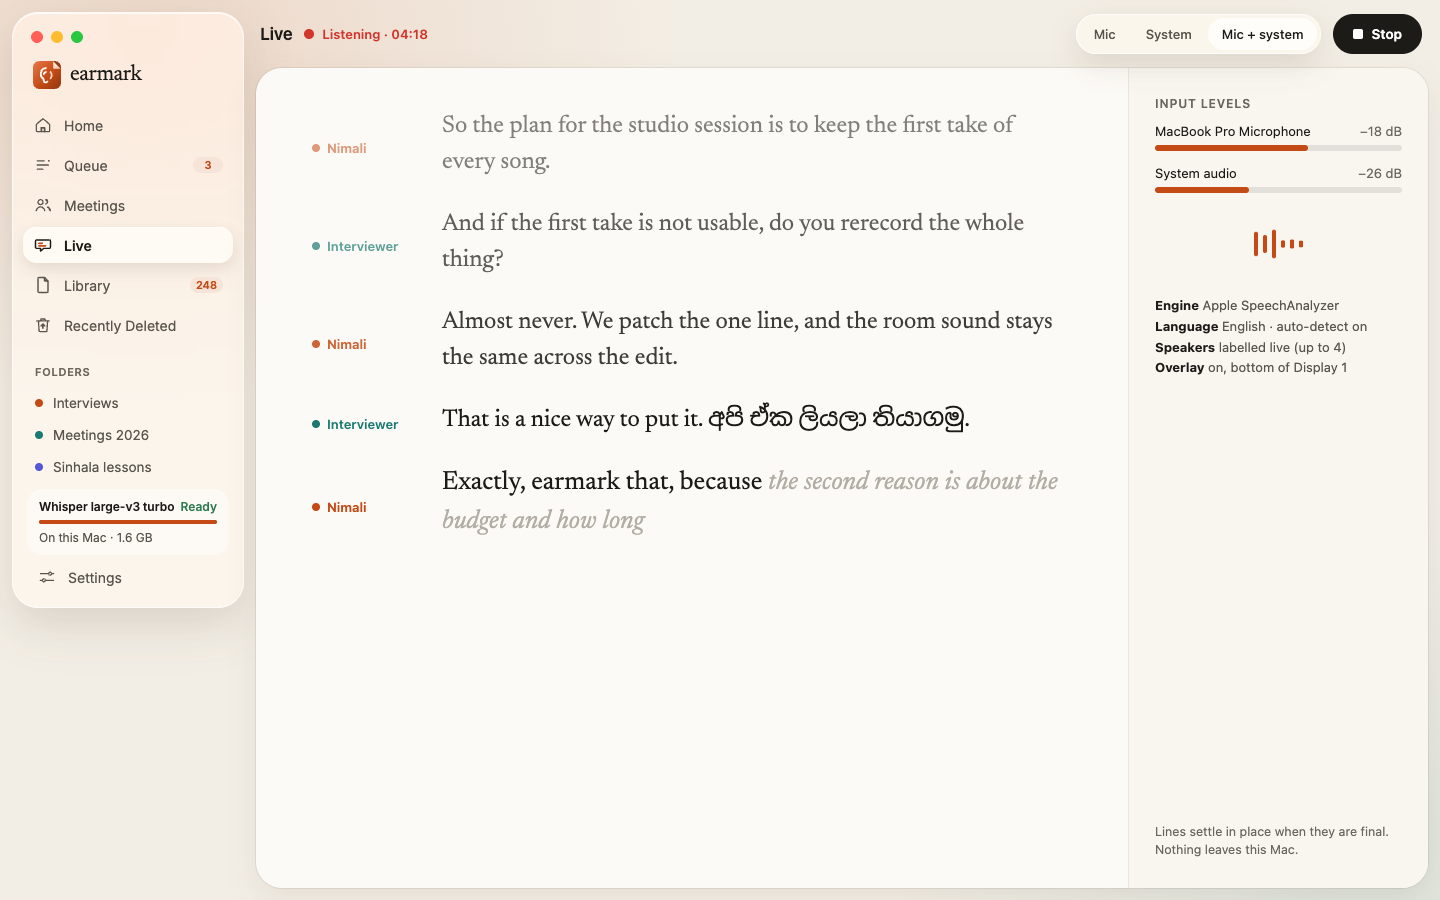 earmark
Home
Queue 3
Meetings
Live
Library 248
Recently Deleted
FOLDERS
Interviews
Meetings 2026
Sinhala lessons
Whisper large-v3 turbo Ready
On this Mac · 1.6 GB
Settings
Live Listening · 04:18
Mic System Mic + system Stop
Nimali
So the plan for the studio session is to keep the first take of
every song.
Interviewer
And if the first take is not usable, do you rerecord the whole
thing?
Nimali
Almost never. We patch the one line, and the room sound stays
the same across the edit.
Interviewer
That is a nice way to put it. අපි ඒක ලියලා තියාගමු.
Nimali
Exactly, earmark that, because the second reason is about the
budget and how long
INPUT LEVELS
MacBook Pro Microphone −18 dB
System audio −26 dB
Engine Apple SpeechAnalyzer
Language English · auto-detect on
Speakers labelled live (up to 4)
Overlay on, bottom of Display 1
Lines settle in place when they are final.
Nothing leaves this Mac.